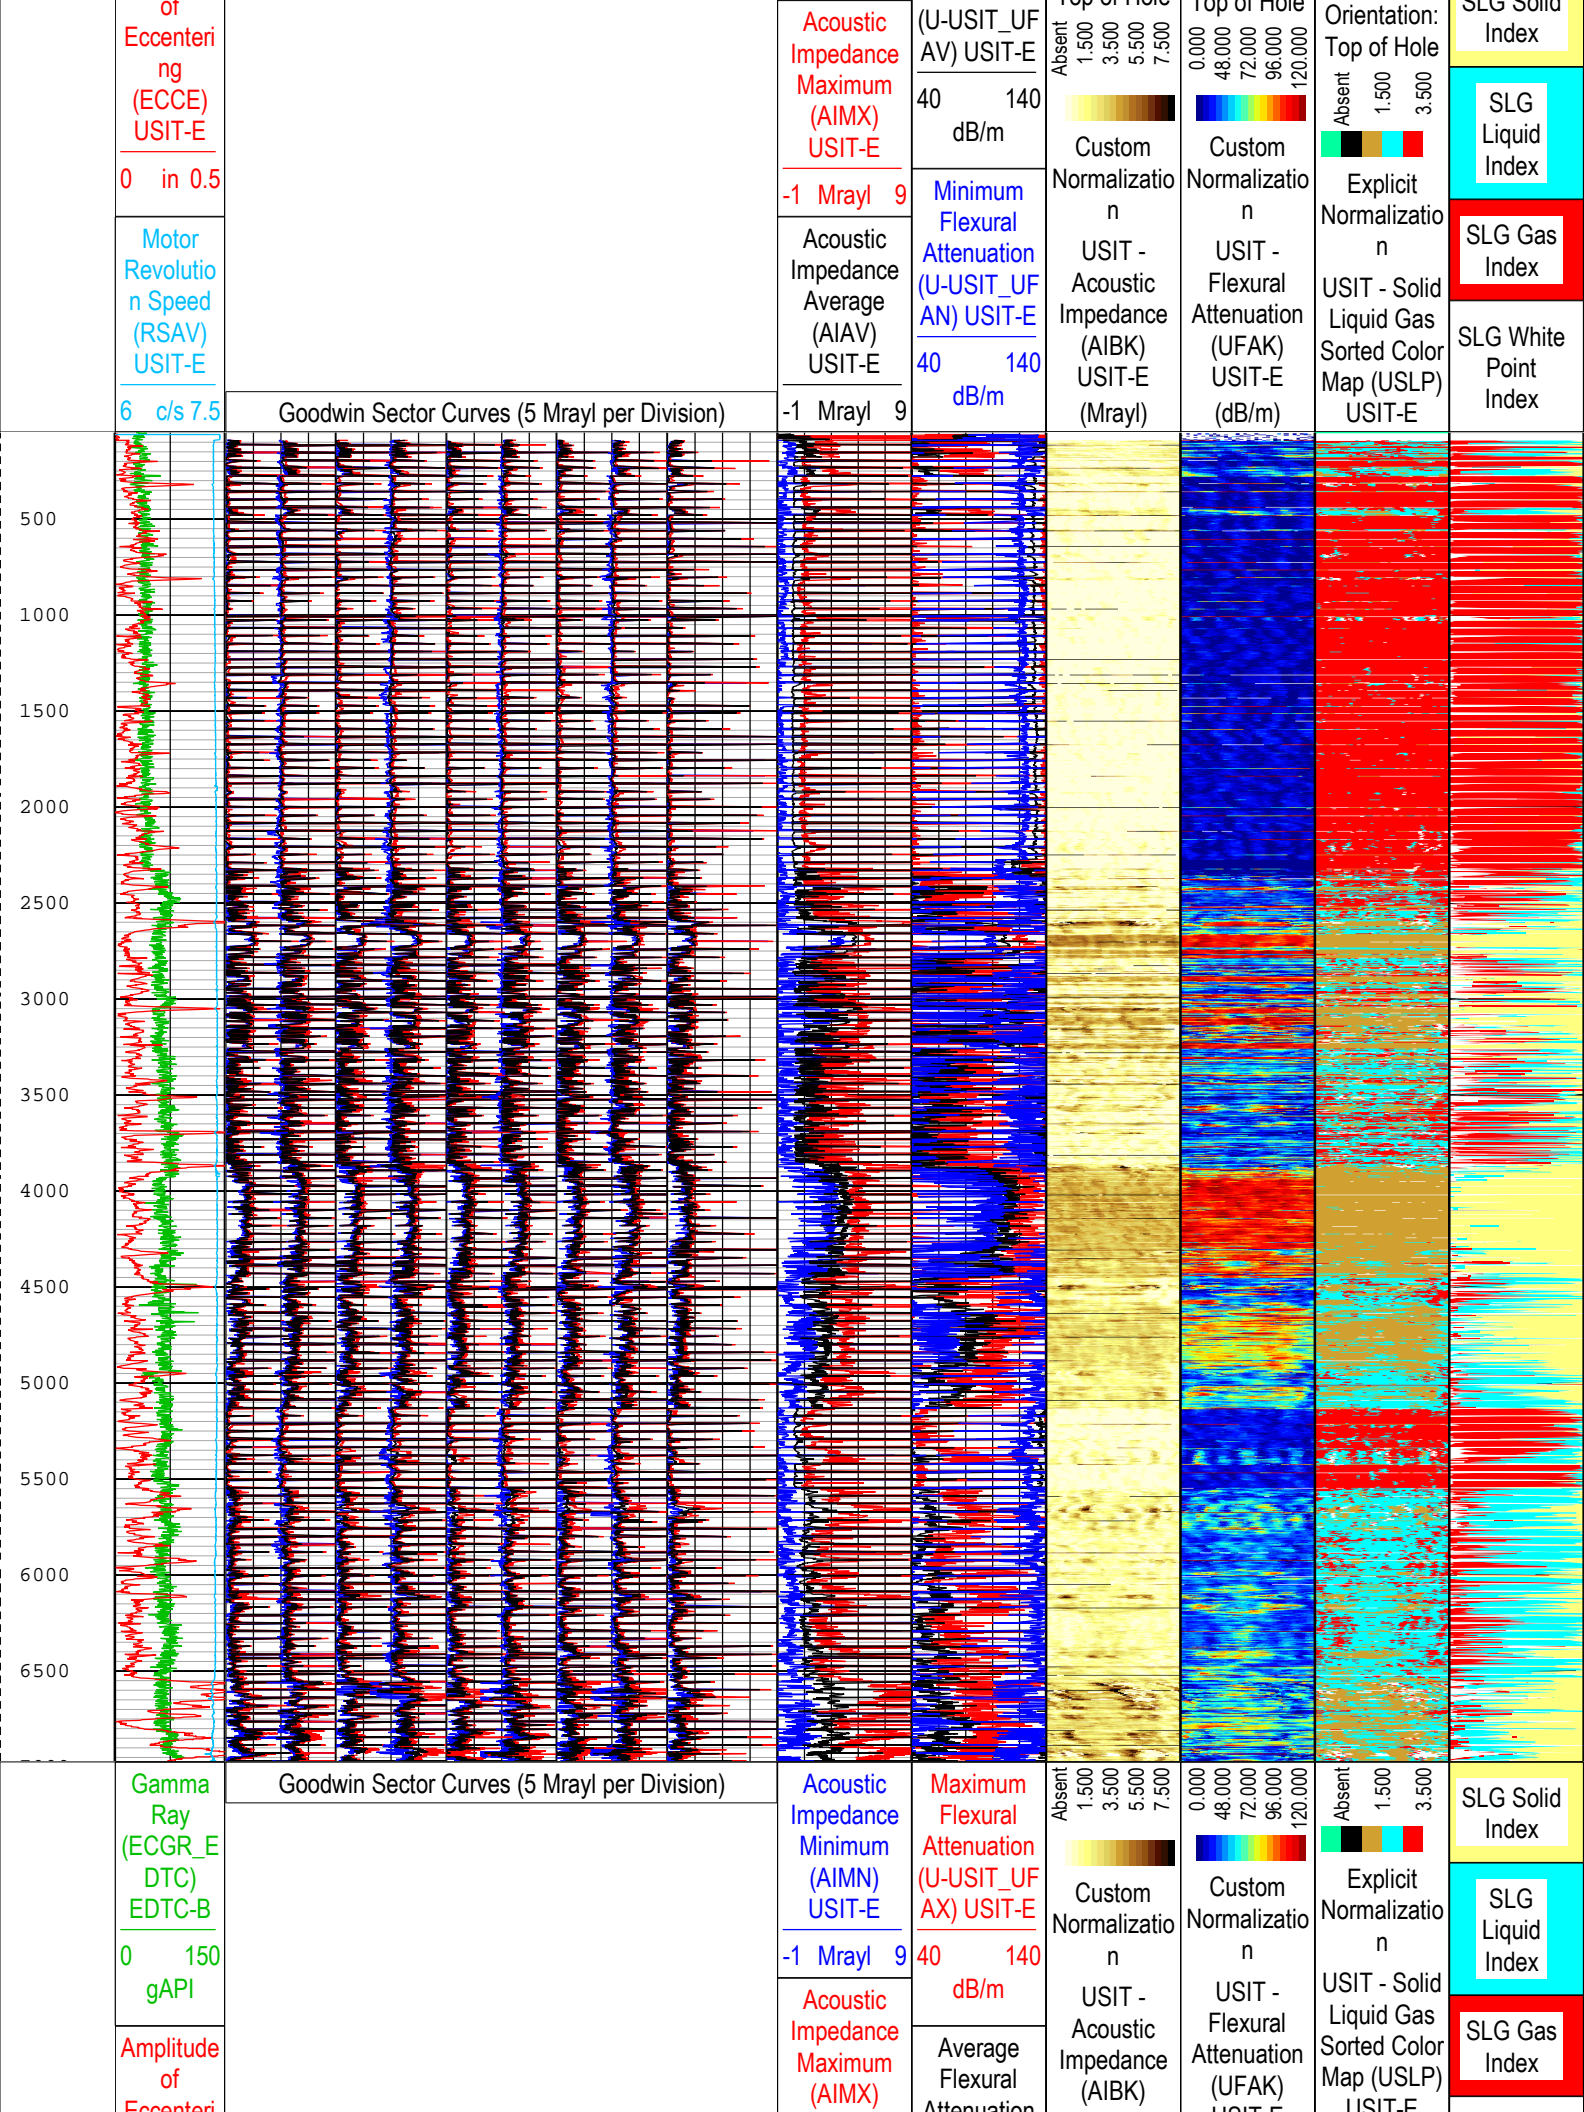 of
Eccenteri
ng
(ECCE)
USIT-E
0 in 0.5
Motor
Revolutio
n Speed
(RSAV)
USIT-E
6 c/s 7.5
Goodwin Sector Curves (5 Mrayl per Division)
Acoustic
Impedance
Maximum
(AIMX)
USIT-E
-1 Mrayl 9
Acoustic
Impedance
Average
(AIAV)
USIT-E
-1 Mrayl 9
(U-USIT_UF
AV) USIT-E
40 140
dB/m
Minimum
Flexural
Attenuation
(U-USIT_UF
AN) USIT-E
40 140
dB/m
Top of Hole
Absent
1.500
3.500
5.500
7.500
Custom
Normalizatio
n
USIT -
Acoustic
Impedance
(AIBK)
USIT-E
(Mrayl)
Top of Hole
0.000
48.000
72.000
96.000
120.000
Custom
Normalizatio
n
USIT -
Flexural
Attenuation
(UFAK)
USIT-E
(dB/m)
Orientation:
Top of Hole
Absent
1.500
3.500
Explicit
Normalizatio
n
USIT - Solid
Liquid Gas
Sorted Color
Map (USLP)
USIT-E
SLG Solid
Index
SLG
Liquid
Index
SLG Gas
Index
SLG White
Point
Index
500
1000
1500
2000
2500
3000
3500
4000
4500
5000
5500
6000
6500
Gamma
Ray
(ECGR_E
DTC)
EDTC-B
0 150
gAPI
Amplitude
of
Eccenteri
Goodwin Sector Curves (5 Mrayl per Division)
Acoustic
Impedance
Minimum
(AIMN)
USIT-E
-1 Mrayl 9
Acoustic
Impedance
Maximum
(AIMX)
Maximum
Flexural
Attenuation
(U-USIT_UF
AX) USIT-E
40 140
dB/m
Average
Flexural
Attenuation
Absent
1.500
3.500
5.500
7.500
Custom
Normalizatio
n
USIT -
Acoustic
Impedance
(AIBK)
0.000
48.000
72.000
96.000
120.000
Custom
Normalizatio
n
USIT -
Flexural
Attenuation
(UFAK)
USIT-E
Absent
1.500
3.500
Explicit
Normalizatio
n
USIT - Solid
Liquid Gas
Sorted Color
Map (USLP)
USIT-E
SLG Solid
Index
SLG
Liquid
Index
SLG Gas
Index